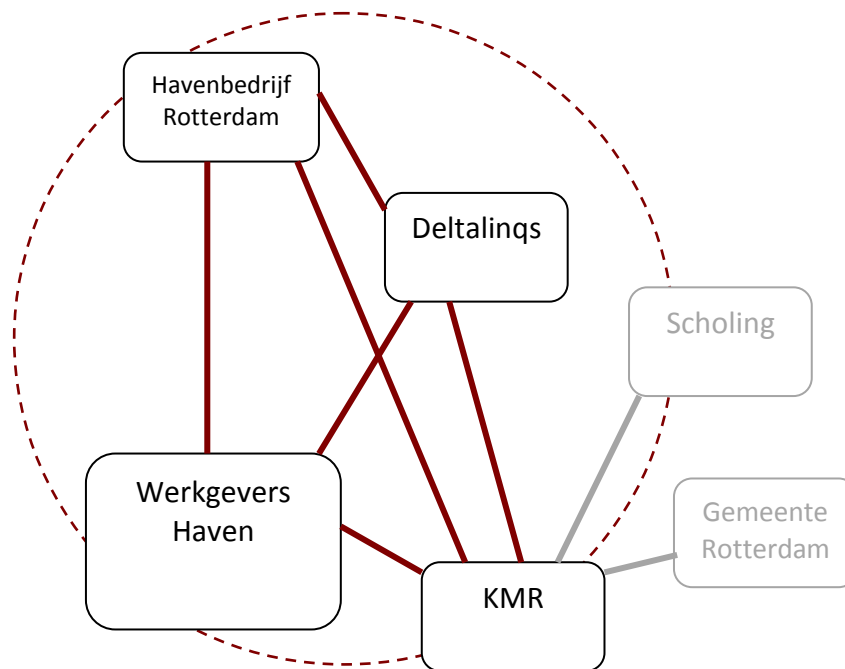 Havenbedrijf
Rotterdam
Deltalinqs
Scholing
Werkgevers
Haven
Gemeente
Rotterdam
KMR